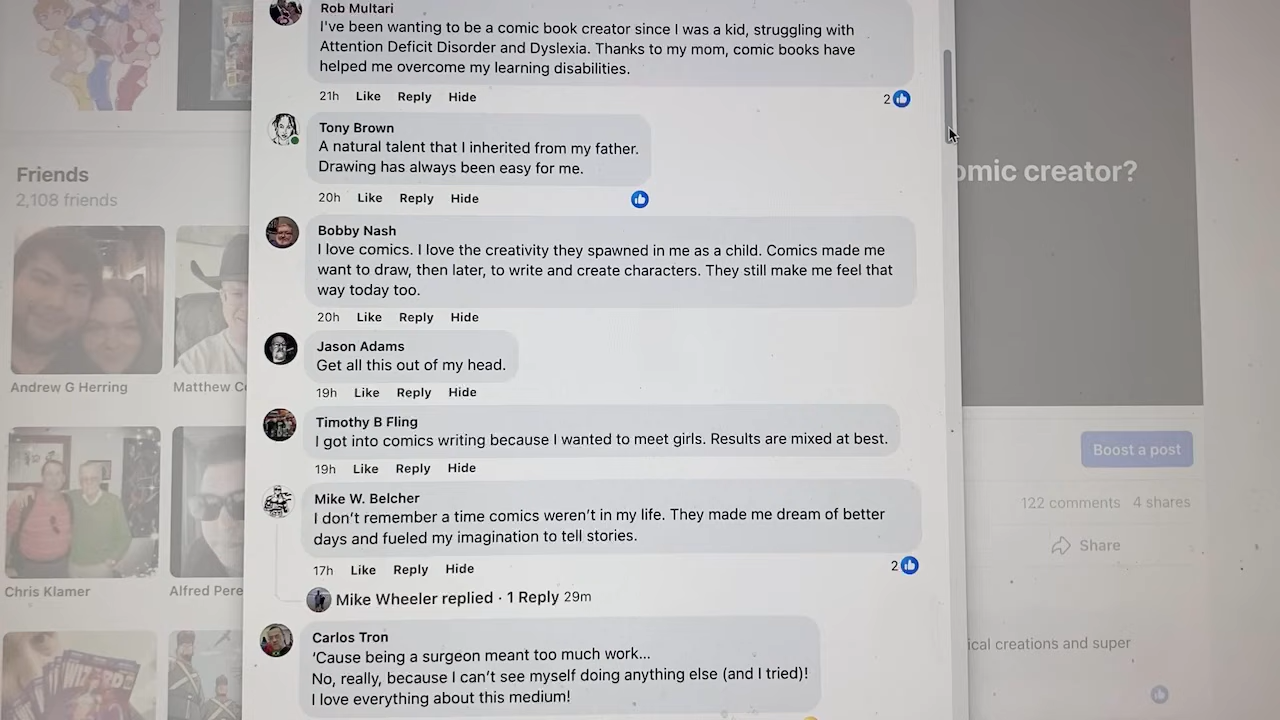 Rob Multari
I've been wanting to be a comic book creator since I was a kid, struggling with
Attention Deficit Disorder and Dyslexia. Thanks to my mom, comic books have
helped me overcome my learning disabilities.
21h Like Reply Hide 2
Tony Brown
A natural talent that I inherited from my father.
Drawing has always been easy for me.
20h Like Reply Hide
Bobby Nash
I love comics. I love the creativity they spawned in me as a child. Comics made me
want to draw, then later, to write and create characters. They still make me feel that
way today too.
20h Like Reply Hide
Jason Adams
Get all this out of my head.
19h Like Reply Hide
Timothy B Fling
I got into comics writing because I wanted to meet girls. Results are mixed at best.
19h Like Reply Hide
Mike W. Belcher
I don't remember a time comics weren't in my life. They made me dream of better
days and fueled my imagination to tell stories.
17h Like Reply Hide 2
Mike Wheeler replied · 1 Reply 29m
Carlos Tron
‘Cause being a surgeon meant too much work...
No, really, because I can't see myself doing anything else (and I tried)!
I love everything about this medium!
Friends
2,108 friends
Andrew G Herring
Matthew
Chris Klamer
Alfred
omic creator?
Boost a post
122 comments 4 shares
Share
ical creations and super